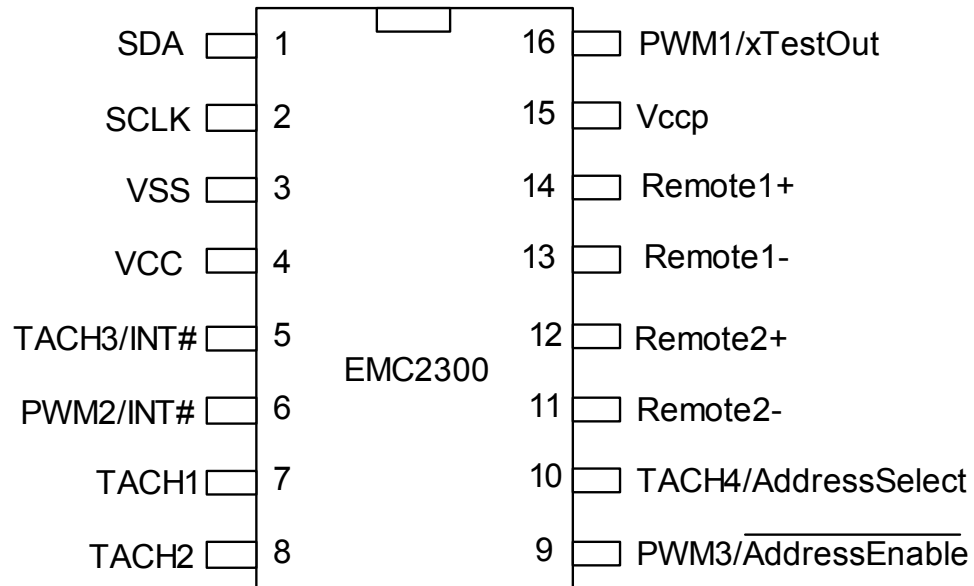 SDA 1 16 PWM1/xTestOut
SCLK 2 15 Vccp
VSS 3 14 Remote1+
VCC 4 13 Remote1-
TACH3/INT# 5 12 Remote2+
EMC2300
PWM2/INT# 6 11 Remote2-
TACH1 7 10 TACH4/AddressSelect
TACH2 8 9 PWM3/AddressEnable